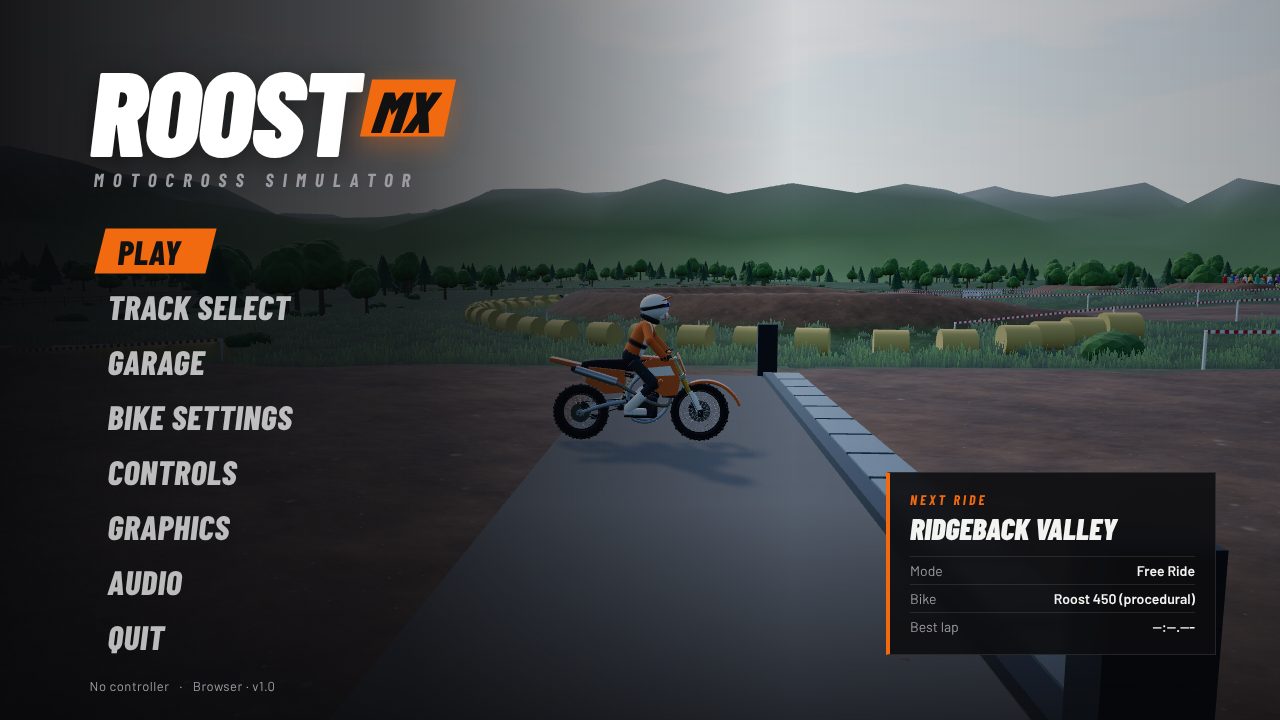 ROOST MX
MOTOCROSS SIMULATOR
PLAY
TRACK SELECT
GARAGE
BIKE SETTINGS
CONTROLS
GRAPHICS
AUDIO
QUIT
No controller · Browser · v1.0
NEXT RIDE
RIDGEBACK VALLEY
Mode Free Ride
Bike Roost 450 (procedural)
Best lap —:—.—-